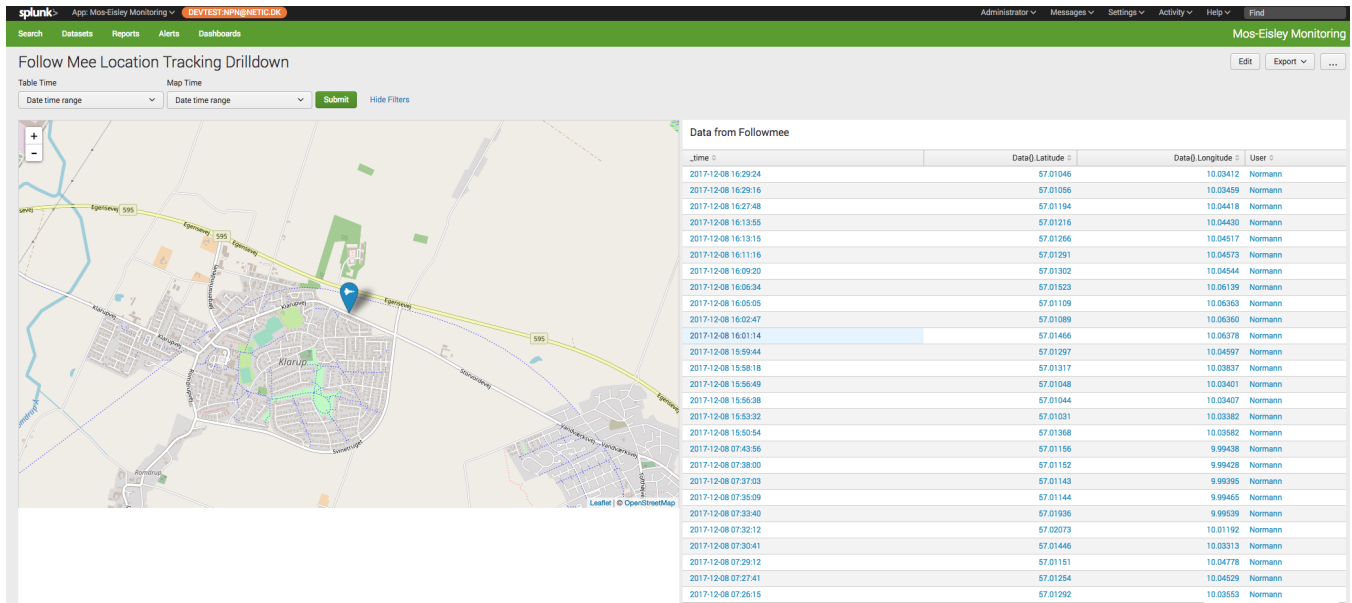 splunk> App: Mos-Eisley Monitoring DEVTEST:NPN@NETIC.DK Administrator Messages Settings Activity Help Find
Search Datasets Reports Alerts Dashboards Mos-Eisley Monitoring
Follow Mee Location Tracking Drilldown Edit Export ...
Table Time Map Time
Date time range Date time range Submit Hide Filters
+
-
Egensevej 595
Egensevej 595 Egensevej
Klarupvej
Klarupvej
Egensevej
595
Klarupvej
Klarup
Storvordevej
Romdrupvej
Egensevej
Vandværksvej Vandværksvej
Svinetruget
Romdrup
Leaflet | © OpenStreetMap
Data from Followmee
_time Data{}.Latitude Data{}.Longitude User
2017-12-08 16:29:24 57.01046 10.03412 Normann
2017-12-08 16:29:16 57.01056 10.03459 Normann
2017-12-08 16:27:48 57.01194 10.04418 Normann
2017-12-08 16:13:55 57.01216 10.04430 Normann
2017-12-08 16:13:15 57.01266 10.04517 Normann
2017-12-08 16:11:16 57.01291 10.04573 Normann
2017-12-08 16:09:20 57.01302 10.04544 Normann
2017-12-08 16:06:34 57.01523 10.06139 Normann
2017-12-08 16:05:05 57.01109 10.06363 Normann
2017-12-08 16:02:47 57.01089 10.06360 Normann
2017-12-08 16:01:14 57.01466 10.06378 Normann
2017-12-08 15:59:44 57.01297 10.04597 Normann
2017-12-08 15:58:18 57.01317 10.03837 Normann
2017-12-08 15:56:49 57.01048 10.03401 Normann
2017-12-08 15:56:38 57.01044 10.03407 Normann
2017-12-08 15:53:32 57.01031 10.03382 Normann
2017-12-08 15:50:54 57.01368 10.03582 Normann
2017-12-08 07:43:56 57.01156 9.99438 Normann
2017-12-08 07:38:00 57.01152 9.99428 Normann
2017-12-08 07:37:03 57.01143 9.99395 Normann
2017-12-08 07:35:09 57.01144 9.99465 Normann
2017-12-08 07:33:40 57.01936 9.99539 Normann
2017-12-08 07:32:12 57.02073 10.01192 Normann
2017-12-08 07:30:41 57.01446 10.03313 Normann
2017-12-08 07:29:12 57.01151 10.04778 Normann
2017-12-08 07:27:41 57.01254 10.04529 Normann
2017-12-08 07:26:15 57.01292 10.03553 Normann